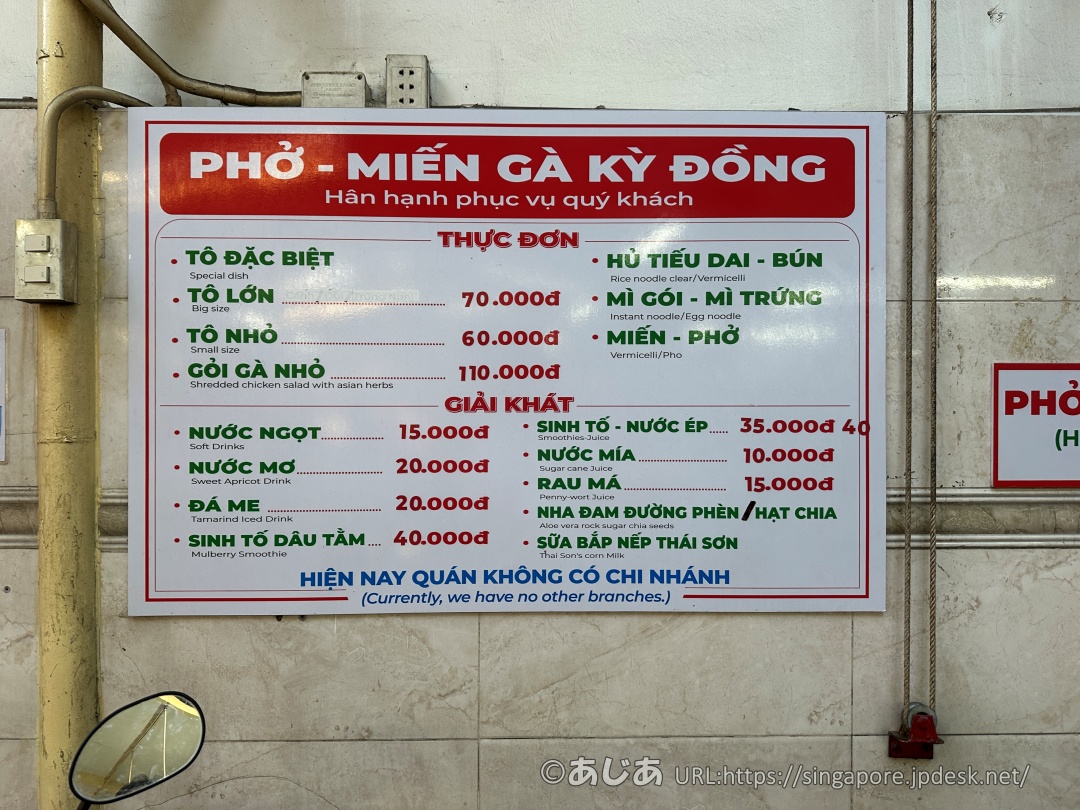 PHỞ - MIẾN GÀ KỲ ĐỒNG
Hân hạnh phục vụ quý khách
THỰC ĐƠN
• TÔ ĐẶC BIỆT
Special dish
• TÔ LỚN ........ 70.000đ
Big size
• TÔ NHỎ ........ 60.000đ
Small size
• GỎI GÀ NHỎ ........ 110.000đ
Shredded chicken salad with asian herbs
• HỦ TIẾU DAI - BÚN
Rice noodle clear/Vermicelli
• MÌ GÓI - MÌ TRỨNG
Instant noodle/Egg noodle
• MIẾN - PHỞ
Vermicelli/Pho
GIẢI KHÁT
• NƯỚC NGỌT ........ 15.000đ
Soft Drinks
• NƯỚC MƠ ........ 20.000đ
Sweet Apricot Drink
• ĐÁ ME ........ 20.000đ
Tamarind Iced Drink
• SINH TỐ DÂU TẰM .... 40.000đ
Mulberry Smoothie
• SINH TỐ - NƯỚC ÉP ..... 35.000đ 40
Smoothies-Juice
• NƯỚC MÍA ........ 10.000đ
Sugar cane Juice
• RAU MÁ ........ 15.000đ
Penny-wort Juice
• NHA ĐAM ĐƯỜNG PHÈN / HẠT CHIA
Aloe vera rock sugar chia seeds
• SỮA BẮP NẾP THÁI SƠN
Thai Son's corn Milk
HIỆN NAY QUÁN KHÔNG CÓ CHI NHÁNH
(Currently, we have no other branches.)
PHỞ
(H
©あじあ URL:https://singapore.jpdesk.net/